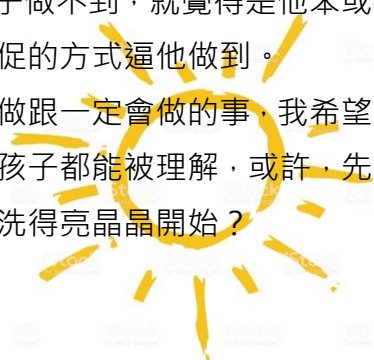 子做不到，就覺得是他笨或
促的方式逼他做到。
做跟一定會做的事，我希望
孩子都能被理解，或許，先
洗得亮晶晶開始？